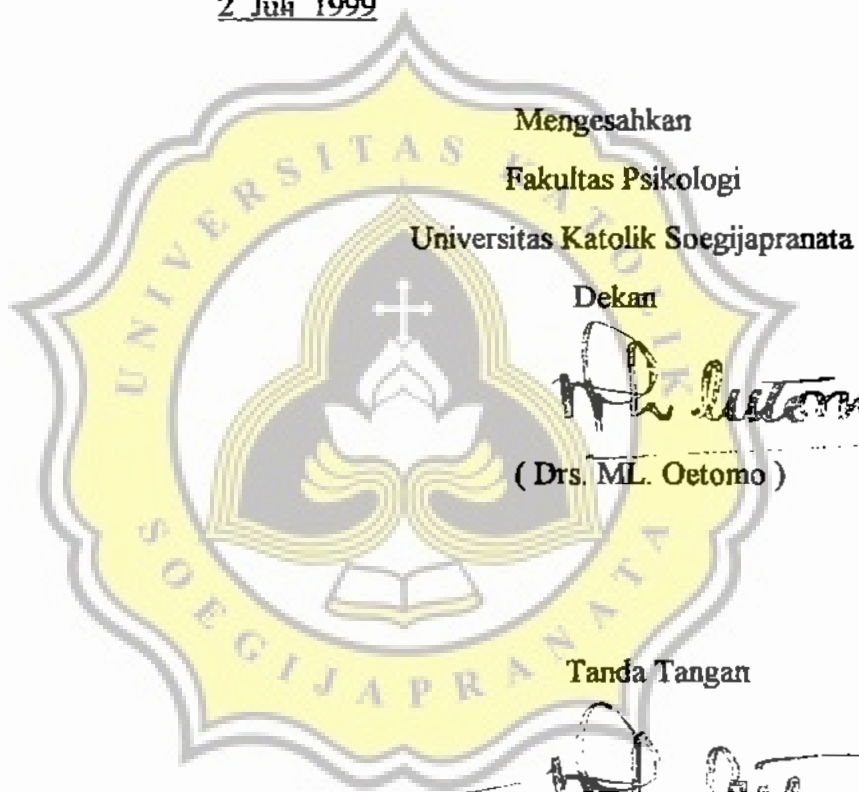 2 Juli 1999
Mengesahkan
Fakultas Psikologi
Universitas Katolik Soegijapranata
Dekan
( Drs. ML. Oetomo )
Tanda Tangan
UNIVERSITAS KATOLIK
SOEGIJAPRANATA